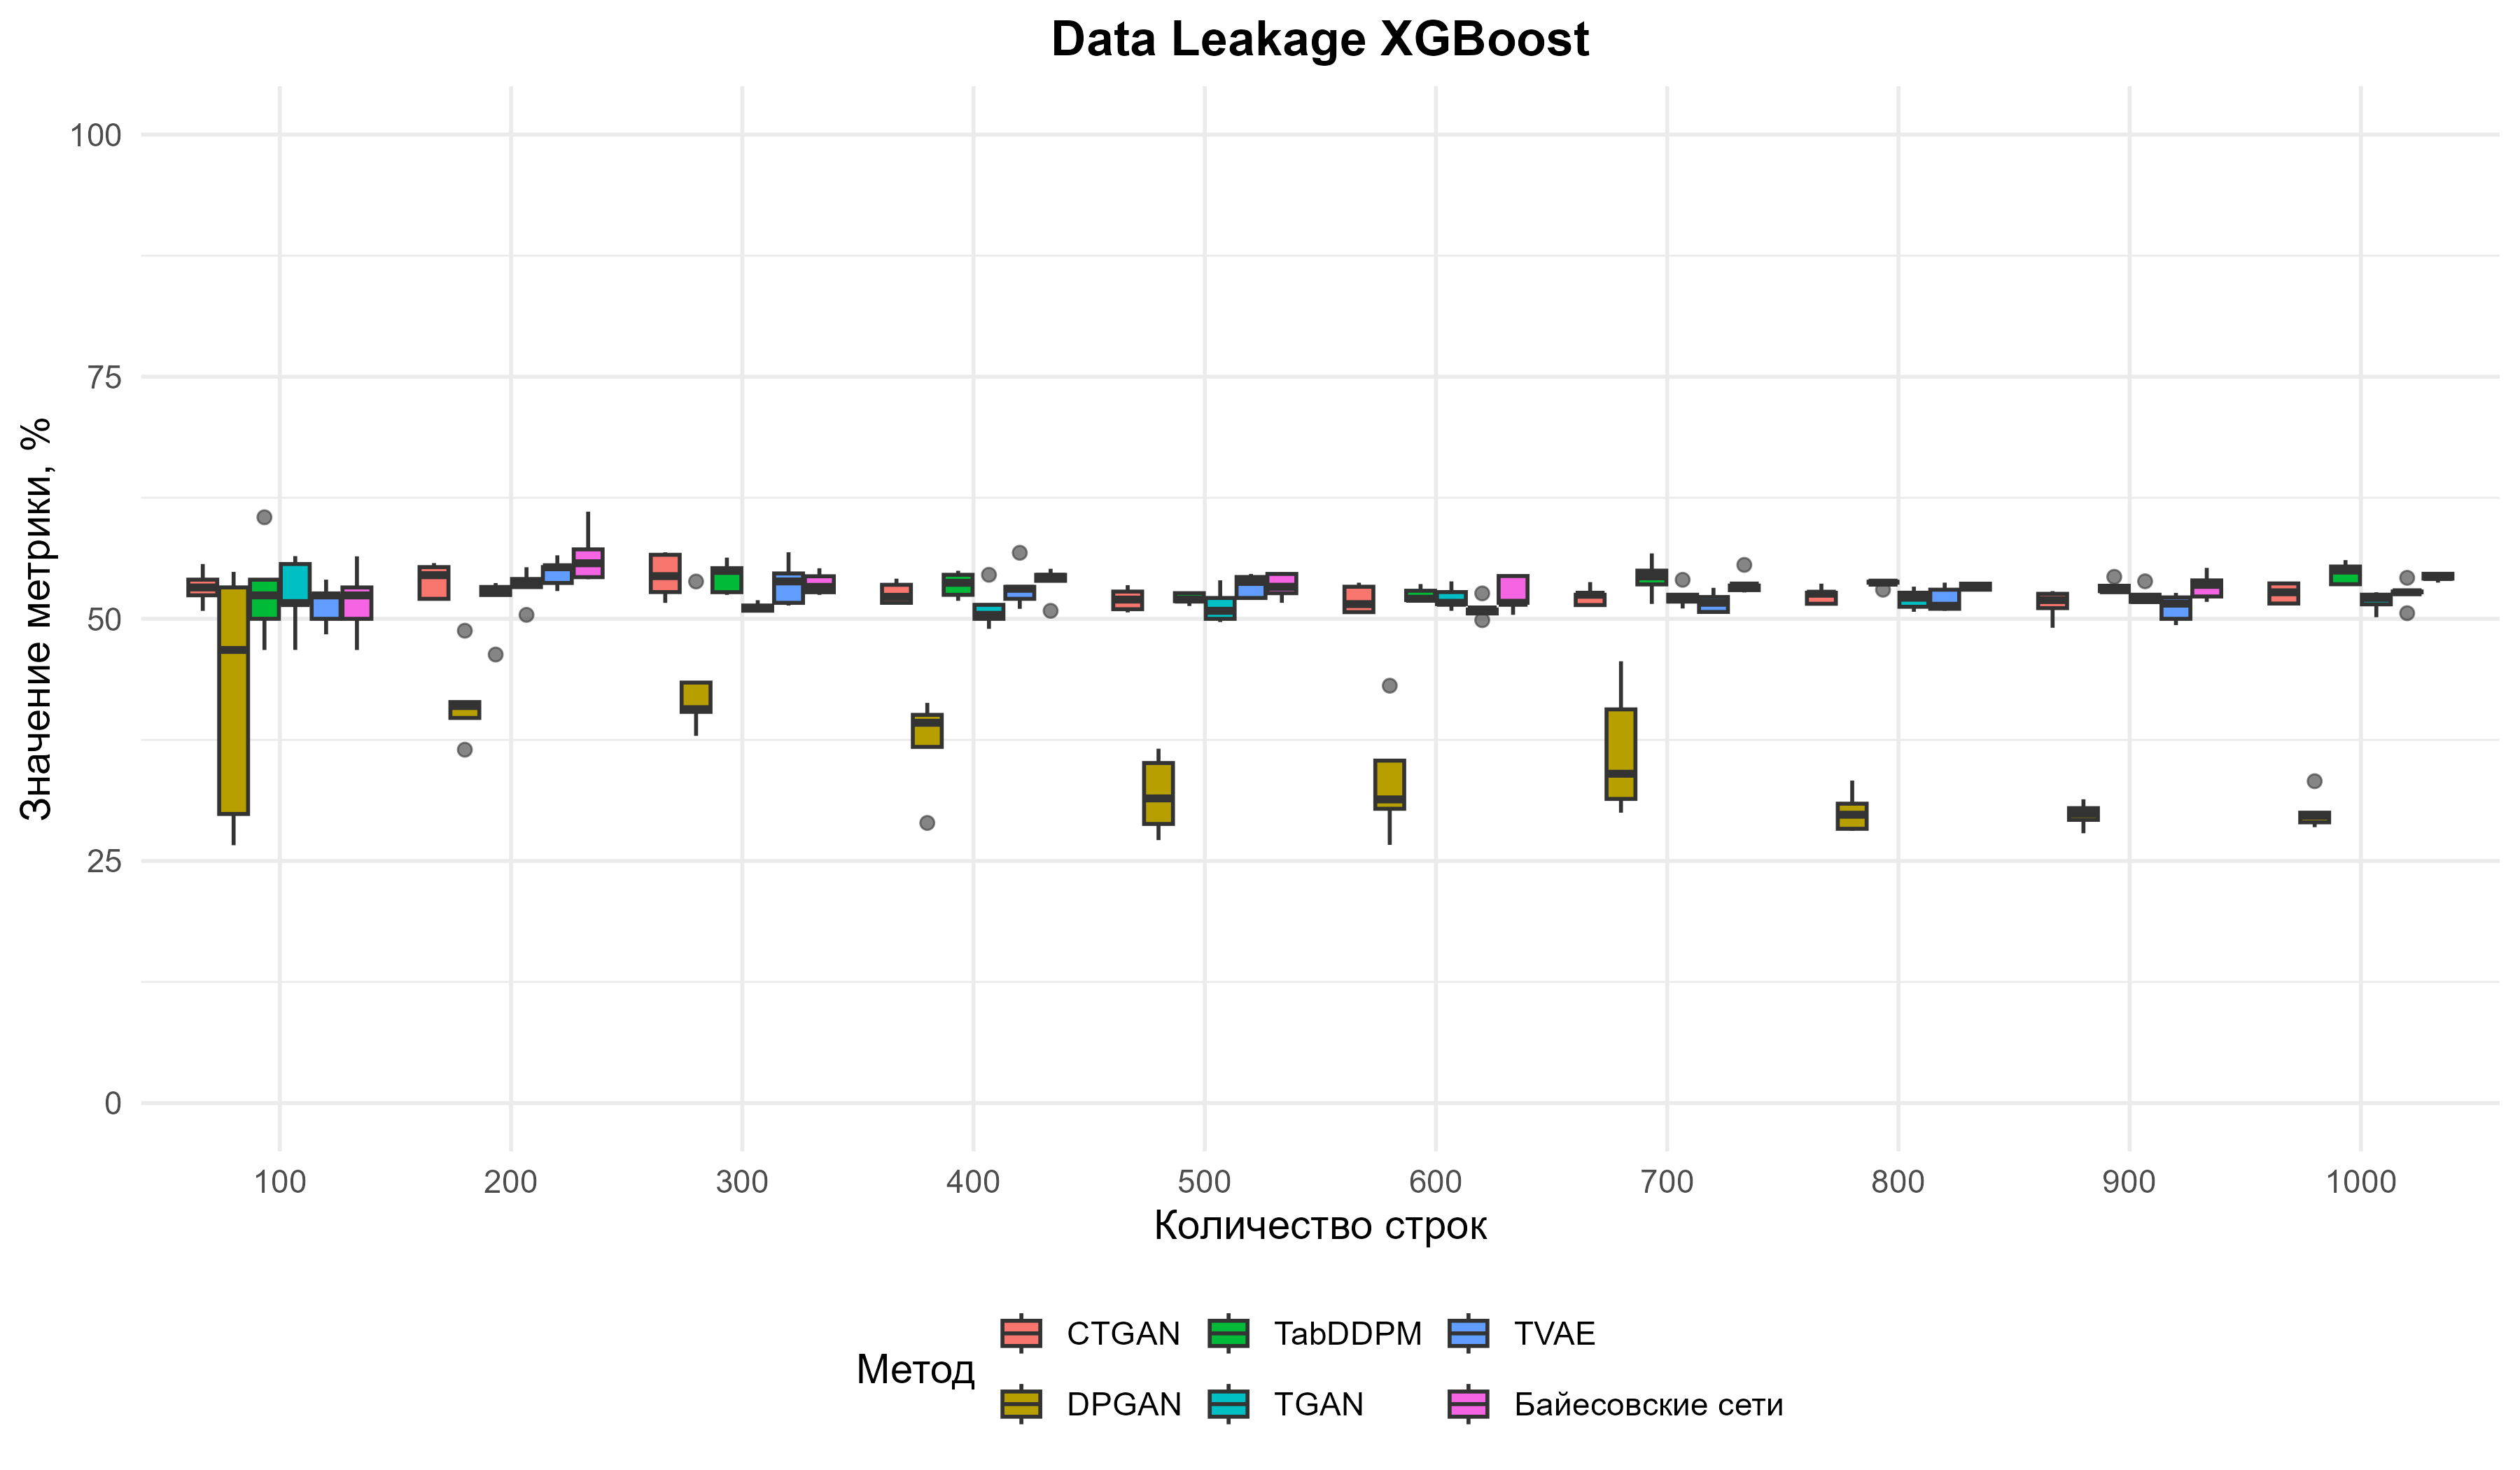 Data Leakage XGBoost
Значение метрики, %
100
75
50
25
0
100 200 300 400 500 600 700 800 900 1000
Количество строк
Метод
CTGAN TabDDPM TVAE
DPGAN TGAN Байесовские сети